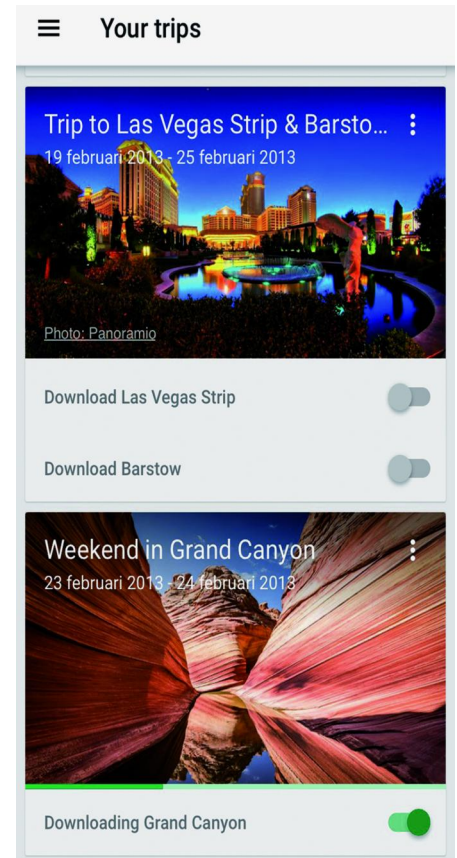 Your trips
Trip to Las Vegas Strip & Barsto...
19 februari 2013 - 25 februari 2013
Photo: Panoramio
Download Las Vegas Strip
Download Barstow
Weekend in Grand Canyon
23 februari 2013 - 24 februari 2013
Downloading Grand Canyon